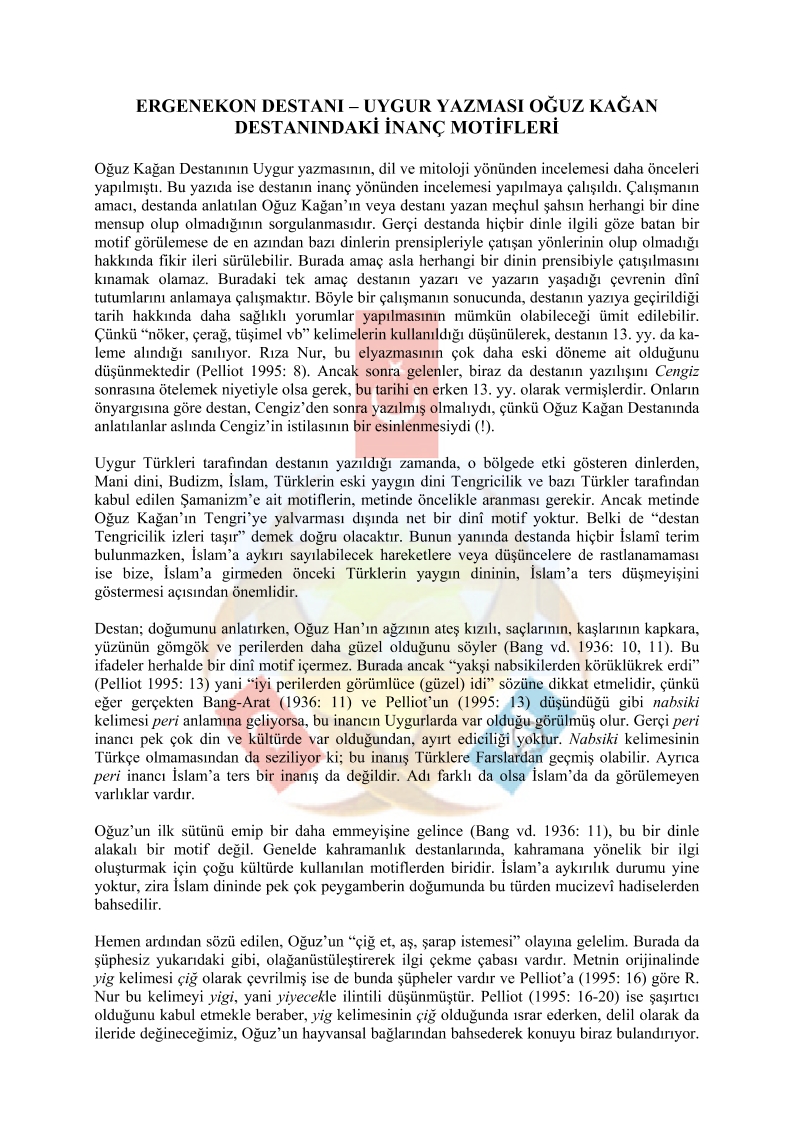 ERGENEKON DESTANI – UYGUR YAZMASI OĞUZ KAĞAN
DESTANINDAKİ İNANÇ MOTİFLERİ
Oğuz Kağan Destanının Uygur yazmasının, dil ve mitoloji yönünden incelemesi daha önceleri
yapılmıştı. Bu yazıda ise destanın inanç yönünden incelemesi yapılmaya çalışıldı. Çalışmanın
amacı, destanda anlatılan Oğuz Kağan’ın veya destanı yazan meçhul şahsın herhangi bir dine
mensup olup olmadığının sorgulanmasıdır. Gerçi destanda hiçbir dinle ilgili göze batan bir
motif görülemese de en azından bazı dinlerin prensipleriyle çatışan yönlerinin olup olmadığı
hakkında fikir ileri sürülebilir. Burada amaç asla herhangi bir dinin prensibiyle çatışılmasını
kınamak olamaz. Buradaki tek amaç destanın yazarı ve yazarın yaşadığı çevrenin dînî
tutumlarını anlamaya çalışmaktır. Böyle bir çalışmanın sonucunda, destanın yazıya geçirildiği
tarih hakkında daha sağlıklı yorumlar yapılmasının mümkün olabileceği ümit edilebilir.
Çünkü “nöker, çerağ, tüşimel vb” kelimelerin kullanıldığı düşünülerek, destanın 13. yy. da ka-
leme alındığı sanılıyor. Rıza Nur, bu elyazmasının çok daha eski döneme ait olduğunu
düşünmektedir (Pelliot 1995: 8). Ancak sonra gelenler, biraz da destanın yazılışını Cengiz
sonrasına ötelemek niyetiyle olsa gerek, bu tarihi en erken 13. yy. olarak vermişlerdir. Onların
önyargısına göre destan, Cengiz’den sonra yazılmış olmalıydı, çünkü Oğuz Kağan Destanında
anlatılanlar aslında Cengiz’in istilasının bir esinlenmesiydi (!).
Uygur Türkleri tarafından destanın yazıldığı zamanda, o bölgede etki gösteren dinlerden,
Mani dini, Budizm, İslam, Türklerin eski yaygın dini Tengricilik ve bazı Türkler tarafından
kabul edilen Şamanizm’e ait motiflerin, metinde öncelikle aranması gerekir. Ancak metinde
Oğuz Kağan’ın Tengri’ye yalvarması dışında net bir dinî motif yoktur. Belki de “destan
Tengricilik izleri taşır” demek doğru olacaktır. Bunun yanında destanda hiçbir İslamî terim
bulunmazken, İslam’a aykırı sayılabilecek hareketlere veya düşüncelere de rastlanamaması
ise bize, İslam’a girmeden önceki Türklerin yaygın dininin, İslam’a ters düşmeyişini
göstermesi açısından önemlidir.
Destan; doğumunu anlatırken, Oğuz Han’ın ağzının ateş kızılı, saçlarının, kaşlarının kapkara,
yüzünün gömgök ve perilerden daha güzel olduğunu söyler (Bang vd. 1936: 10, 11). Bu
ifadeler herhalde bir dinî motif içermez. Burada ancak “yakşi nabsikilerden körüklükrek erdi”
(Pelliot 1995: 13) yani “iyi perilerden görümlüce (güzel) idi” sözüne dikkat etmelidir, çünkü
eğer gerçekten Bang-Arat (1936: 11) ve Pelliot’un (1995: 13) düşündüğü gibi nabsiki
kelimesi peri anlamına geliyorsa, bu inancın Uygurlarda var olduğu görülmüş olur. Gerçi peri
inancı pek çok din ve kültürde var olduğundan, ayırt ediciliği yoktur. Nabsiki kelimesinin
Türkçe olmamasından da seziliyor ki; bu inanış Türklere Farslardan geçmiş olabilir. Ayrıca
peri inancı İslam’a ters bir inanış da değildir. Adı farklı da olsa İslam’da da görülemeyen
varlıklar vardır.
Oğuz’un ilk sütünü emip bir daha emmeyişine gelince (Bang vd. 1936: 11), bu bir dinle
alakalı bir motif değil. Genelde kahramanlık destanlarında, kahramana yönelik bir ilgi
oluşturmak için çoğu kültürde kullanılan motiflerden biridir. İslam’a aykırılık durumu yine
yoktur, zira İslam dininde pek çok peygamberin doğumunda bu türden mucizevî hadiselerden
bahsedilir.
Hemen ardından sözü edilen, Oğuz’un “çiğ et, aş, şarap istemesi” olayına gelelim. Burada da
şüphesiz yukarıdaki gibi, olağanüstüleştirerek ilgi çekme çabası vardır. Metnin orijinalinde
yig kelimesi çiğ olarak çevrilmiş ise de bunda şüpheler vardır ve Pelliot’a (1995: 16) göre R.
Nur bu kelimeyi yigi, yani yiyecekle ilintili düşünmüştür. Pelliot (1995: 16-20) ise şaşırtıcı
olduğunu kabul etmekle beraber, yig kelimesinin çiğ olduğunda ısrar ederken, delil olarak da
ileride değineceğimiz, Oğuz’un hayvansal bağlarından bahsederek konuyu biraz bulandırıyor.